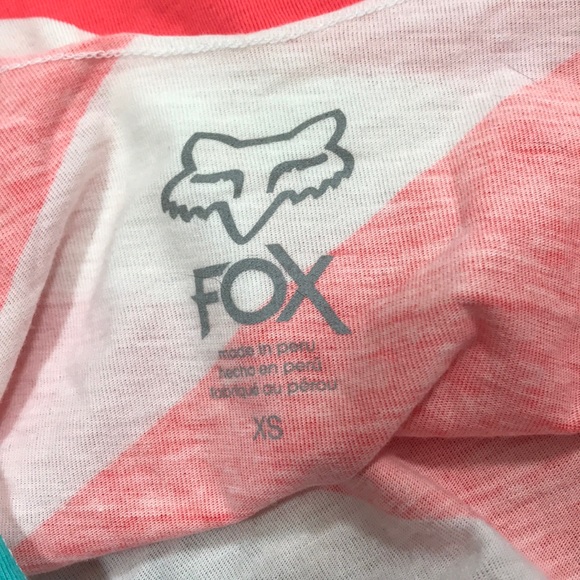 FOX
made in peru
hecho en perú
fabriqué au pérou
XS